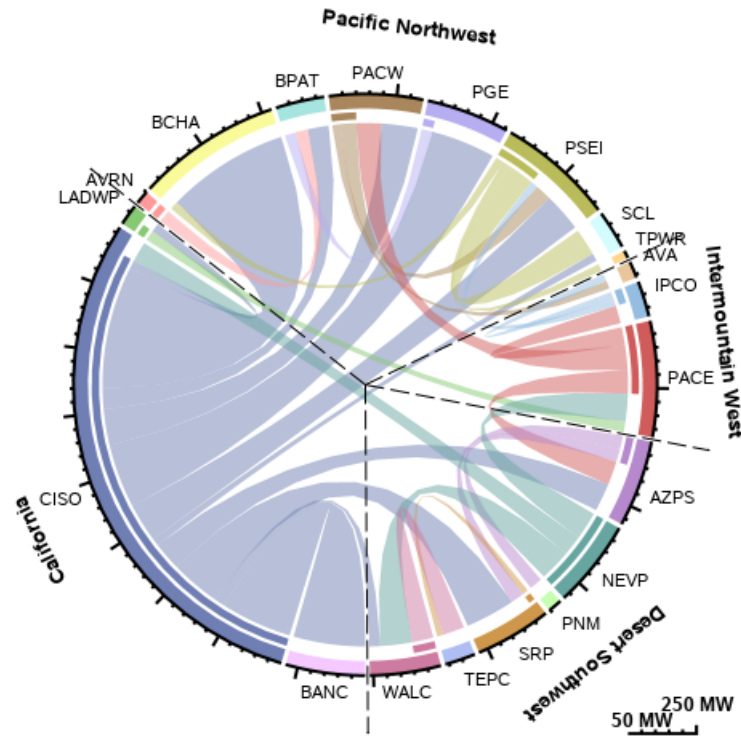 Pacific Northwest
PACW
BPAT
PGE
BCHA
PSEI
AVRN
LADWP
SCL
TPWR
AVA
IPCO
Intermountain West
PACE
CISO
AZPS
California
NEVP
PNM
Desert Southwest
SRP
TEPC
BANC
WALC
250 MW
50 MW